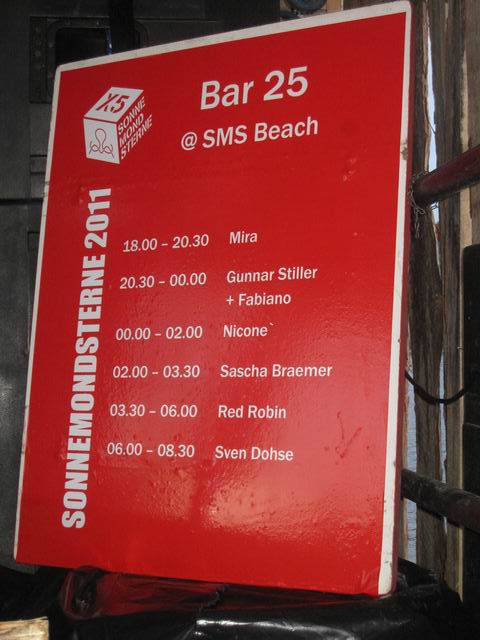 X5
SONNE
MOND
STERNE
Bar 25
@ SMS Beach
SONNEMONDSTERNE 2011
18.00 – 20.30 Mira
20.30 – 00.00 Gunnar Stiller
+ Fabiano
00.00 – 02.00 Nicone`
02.00 – 03.30 Sascha Braemer
03.30 – 06.00 Red Robin
06.00 – 08.30 Sven Dohse